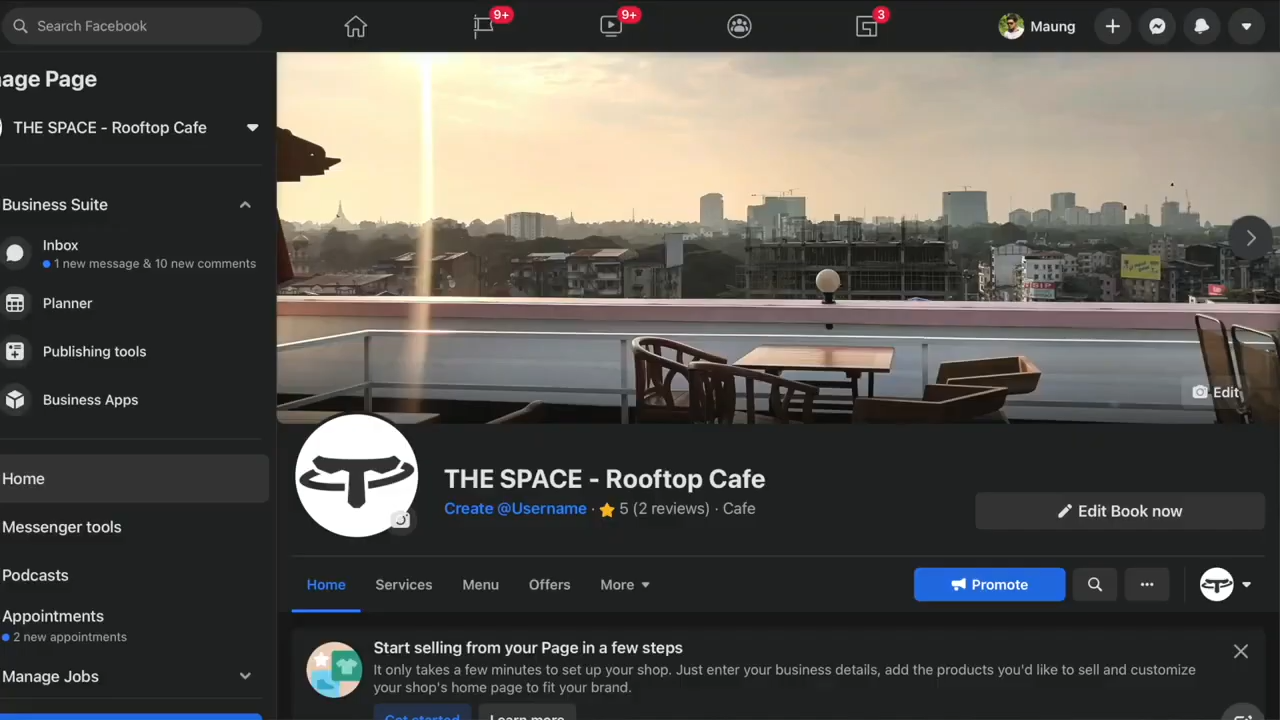 Search Facebook
9+
9+
3
Maung
age Page
THE SPACE - Rooftop Cafe
Business Suite
Inbox
1 new message & 10 new comments
Planner
Publishing tools
Business Apps
Home
Messenger tools
Podcasts
Appointments
2 new appointments
Manage Jobs
Edit
THE SPACE - Rooftop Cafe
Create @Username · 5 (2 reviews) · Cafe
Edit Book now
Home Services Menu Offers More
Promote
Start selling from your Page in a few steps
It only takes a few minutes to set up your shop. Just enter your business details, add the products you'd like to sell and customize
your shop's home page to fit your brand.
Get started Learn more